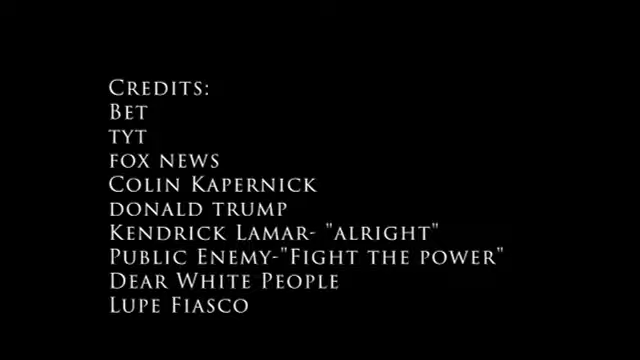 Credits:
Bet
TYT
FOX NEWS
Colin Kapernick
DONALD TRUMP
Kendrick Lamar- "ALRIGHT"
Public Enemy-"Fight the power"
Dear White People
Lupe Fiasco